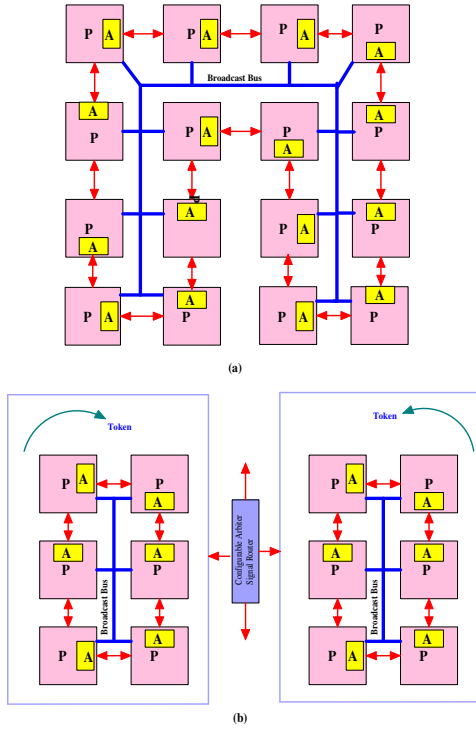 P A P A P A P
A
Broadcast Bus
A A
P P A P P
A
A A
P P P A P
A
A A
P A P P A P
(a)
Token Token
P A P P A P
A A
A A A A
P P P P
Broadcast Bus
Configurable Arbiter
Signal Router
Broadcast Bus
A A
P A P P A P
(b)